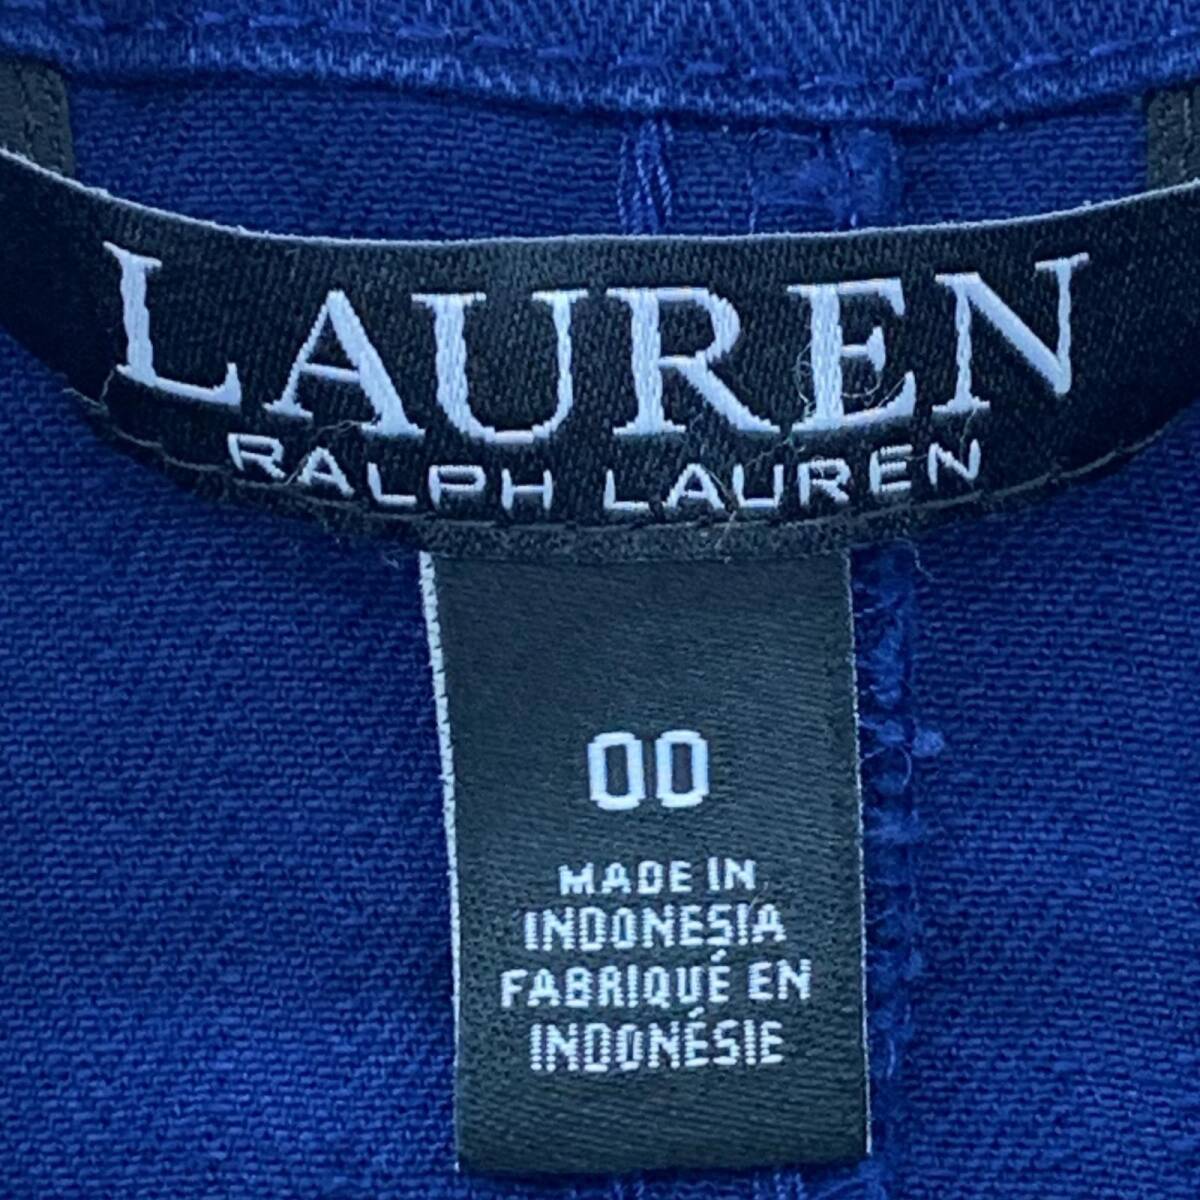 LAUREN
RALPH LAUREN
00
MADE IN
INDONESIA
FABRIQUÉ EN
INDONÉSIE